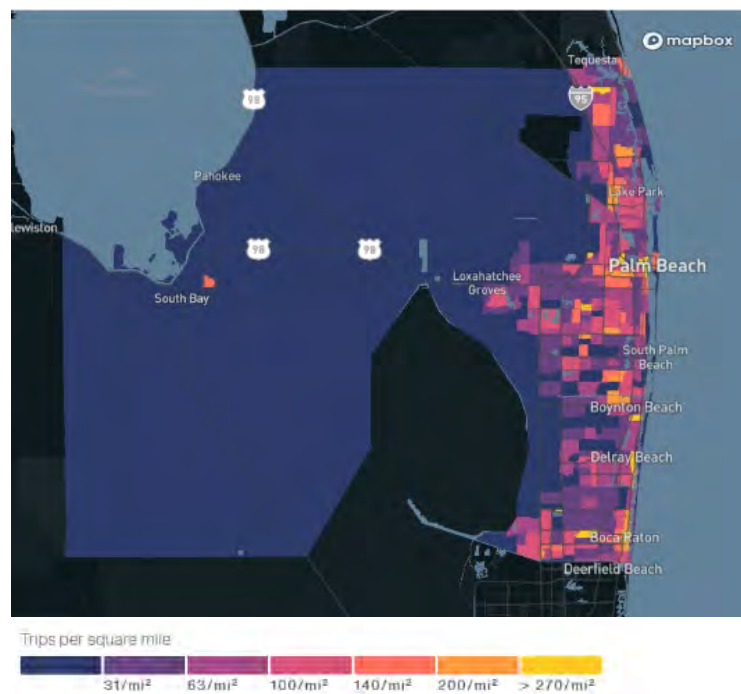 mapbox
Tequesta
98
95
Pahokee
Lake Park
lewiston
98
98
Palm Beach
Loxahatchee
Groves
South Bay
South Palm
Beach
Boynton Beach
Delray Beach
Boca Raton
Deerfield Beach
Trips per square mile
31/mi²
63/mi²
100/mi²
140/mi²
200/mi²
> 270/mi²